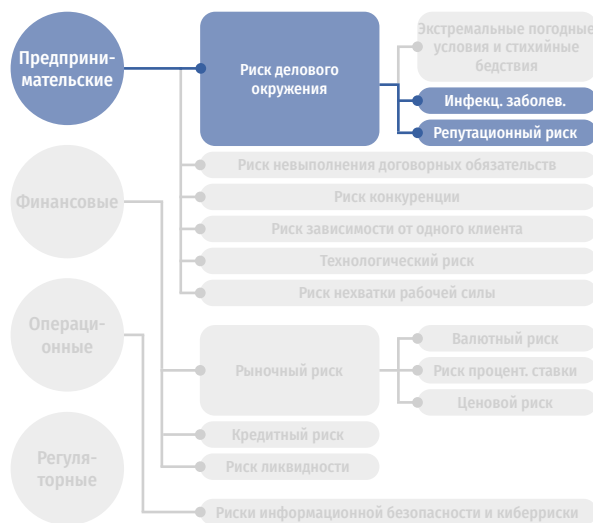 Предприни-
мательские
Риск делового
окружения
Экстремальные погодные
условия и стихийные
бедствия
Инфекц. заболев.
Репутационный риск
Риск невыполнения договорных обязательств
Риск конкуренции
Риск зависимости от одного клиента
Технологический риск
Риск нехватки рабочей силы
Финансовые
Рыночный риск
Валютный риск
Риск процент. ставки
Ценовой риск
Кредитный риск
Риск ликвидности
Операци-
онные
Риски информационной безопасности и киберриски
Регуля-
торные